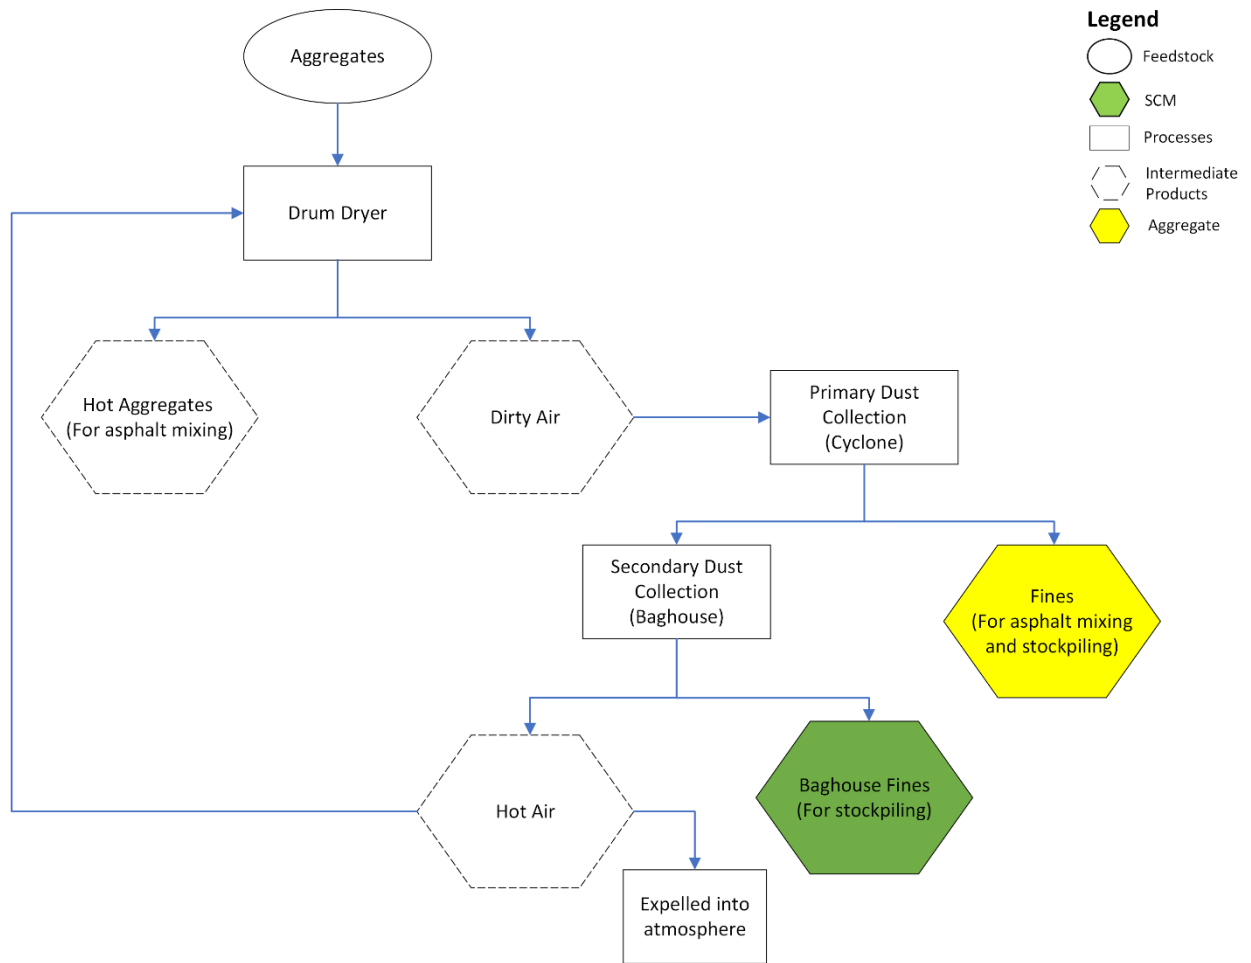 Aggregates
Drum Dryer
Hot Aggregates
(For asphalt mixing)
Dirty Air
Primary Dust
Collection
(Cyclone)
Secondary Dust
Collection
(Baghouse)
Fines
(For asphalt mixing
and stockpiling)
Hot Air
Baghouse Fines
(For stockpiling)
Expelled into
atmosphere
Legend
Feedstock
SCM
Processes
Intermediate
Products
Aggregate